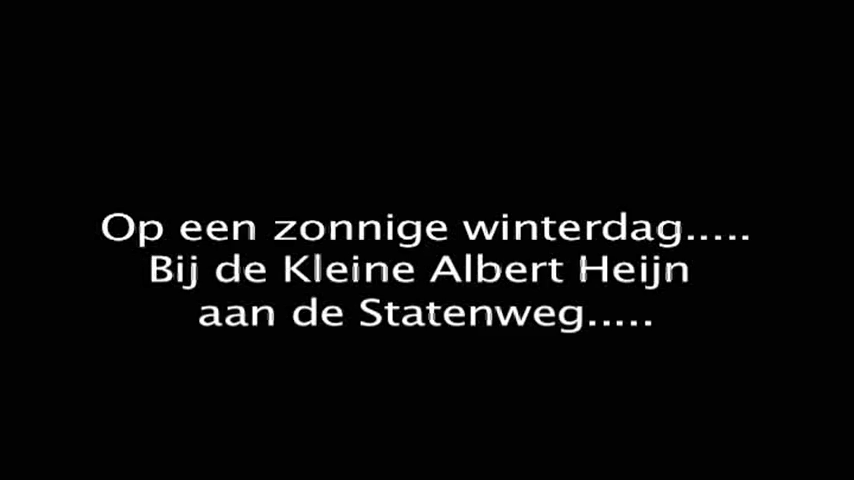 Op een zonnige winterdag.....
Bij de Kleine Albert Heijn
aan de Statenweg.....